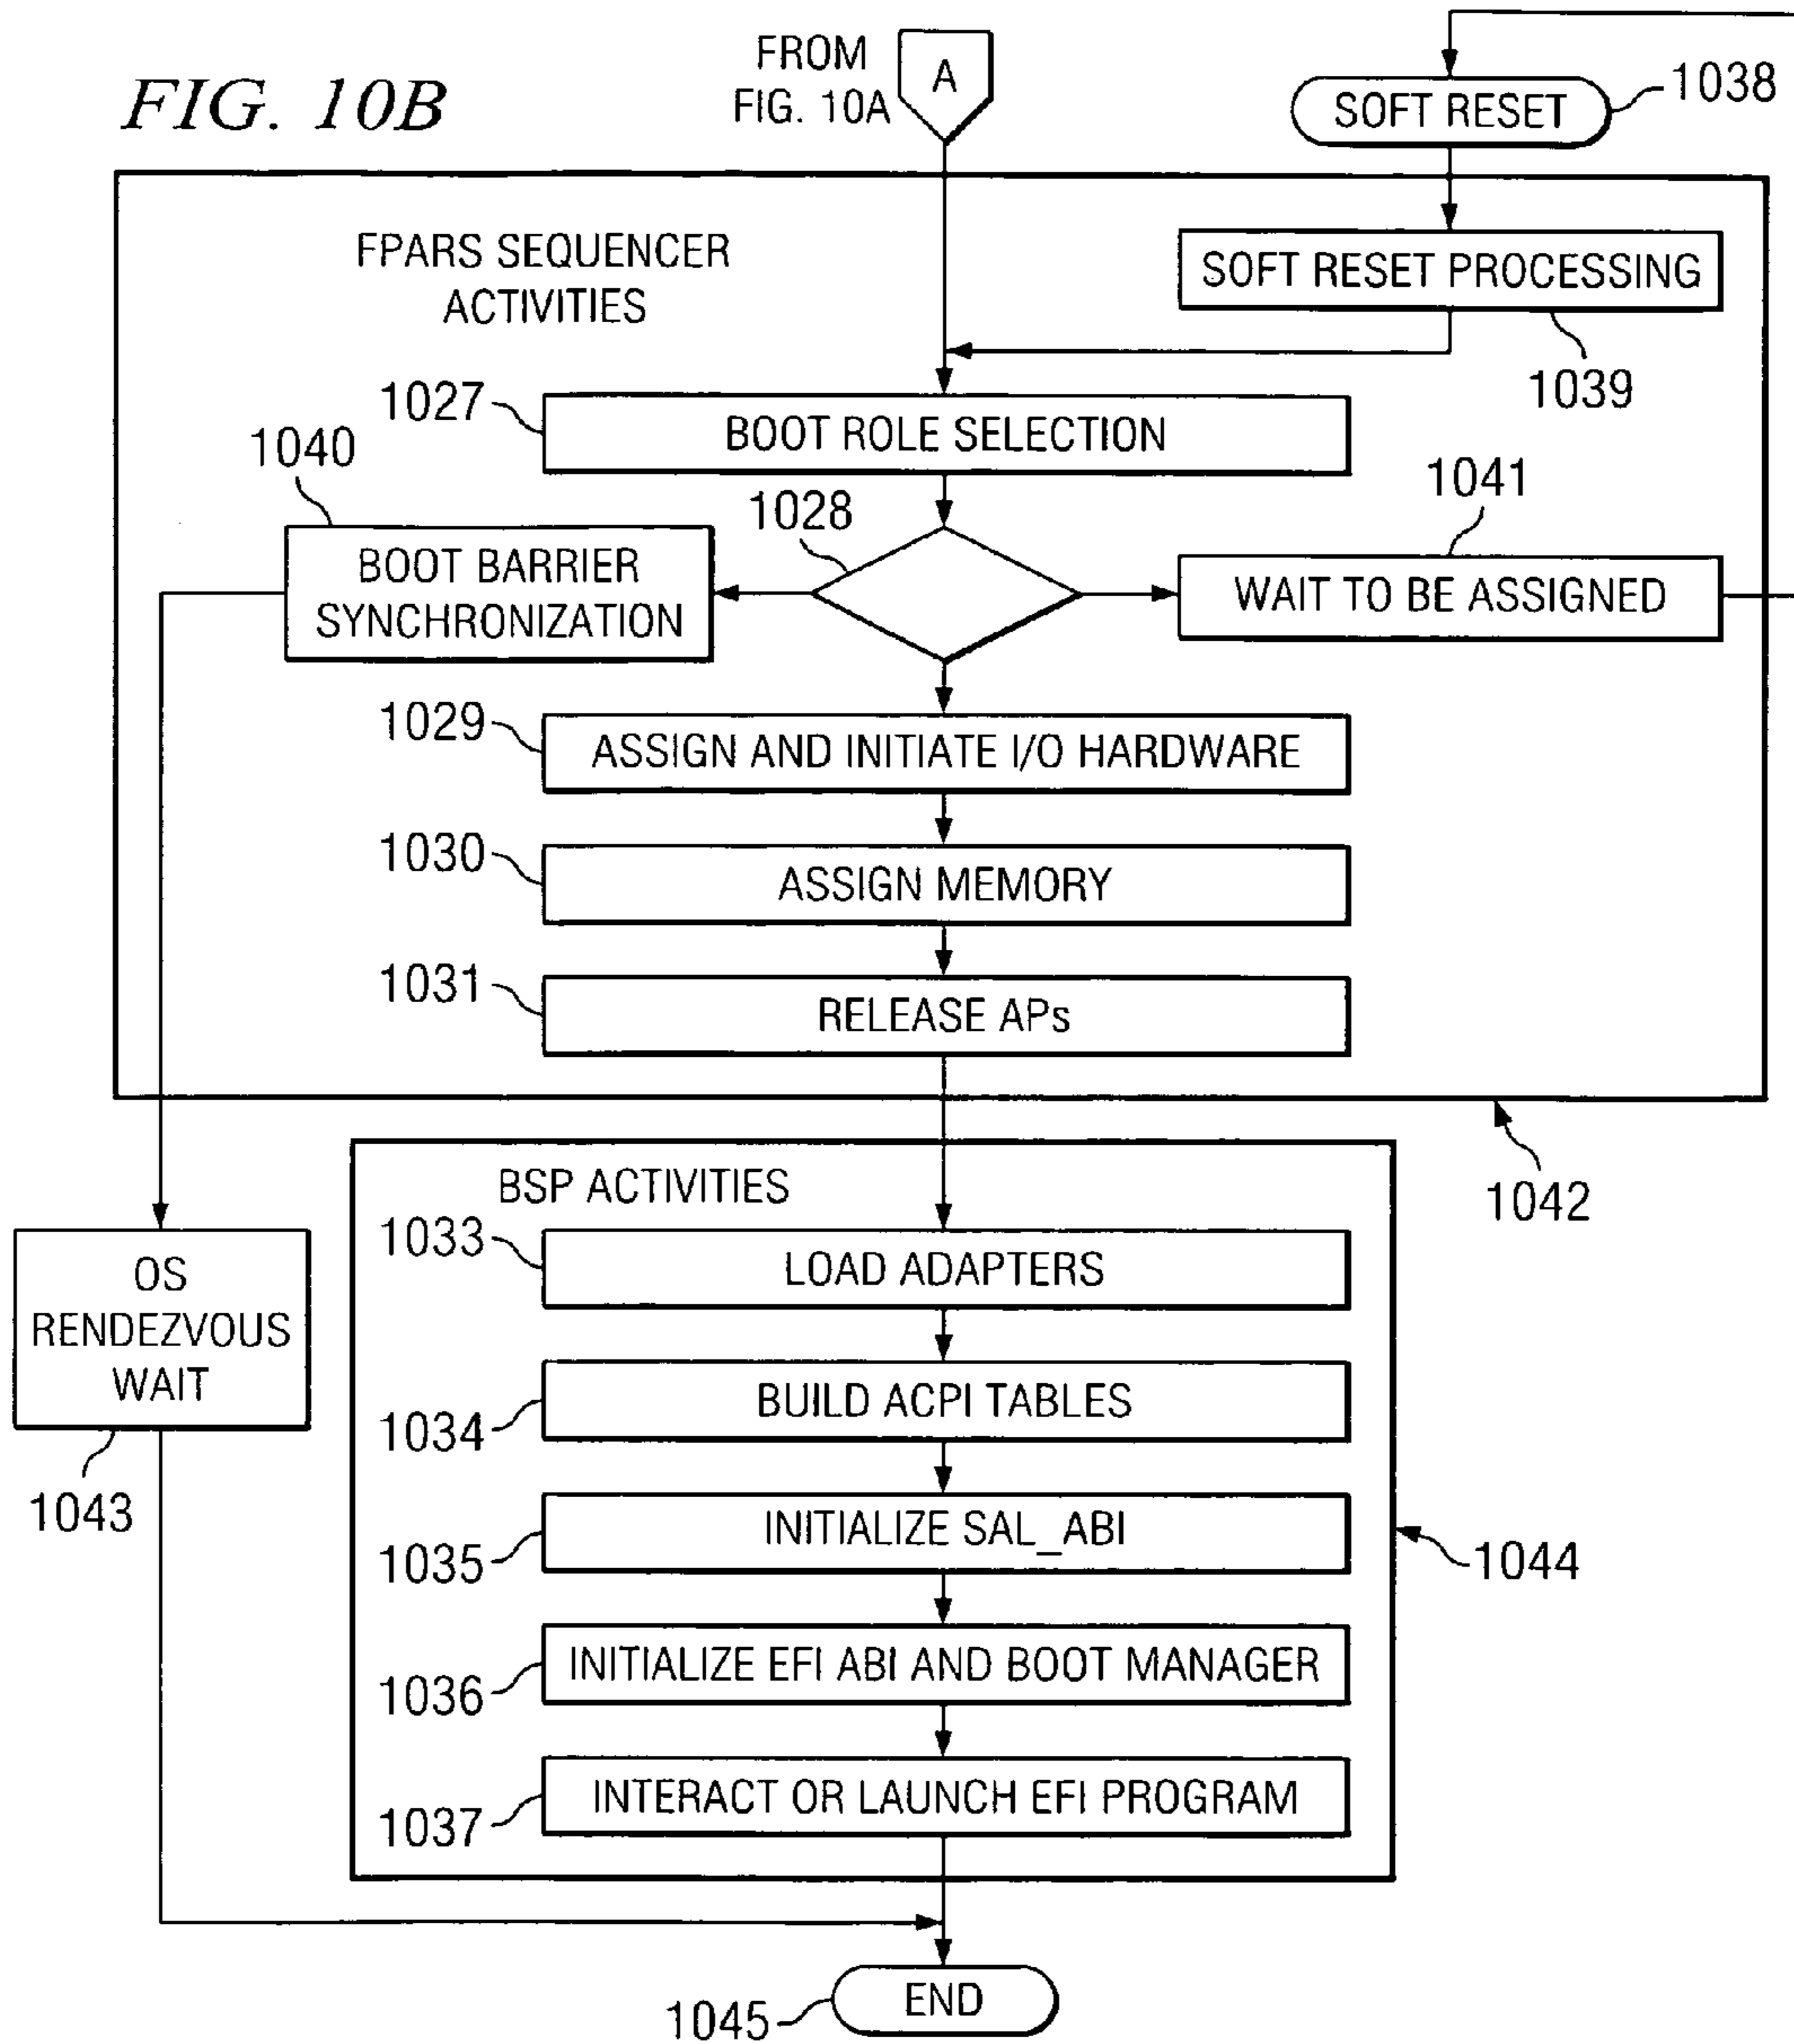 FIG. 10B
FROM
FIG. 10A
A
SOFT RESET
1038
FPARS SEQUENCER
ACTIVITIES
SOFT RESET PROCESSING
1039
1027
BOOT ROLE SELECTION
1040
BOOT BARRIER
SYNCHRONIZATION
1028
1041
WAIT TO BE ASSIGNED
1029
ASSIGN AND INITIATE I/O HARDWARE
1030
ASSIGN MEMORY
1031
RELEASE APs
1042
BSP ACTIVITIES
1033
LOAD ADAPTERS
OS
RENDEZVOUS
WAIT
1043
1034
BUILD ACPI TABLES
1035
INITIALIZE SAL_ABI
1044
1036
INITIALIZE EFI ABI AND BOOT MANAGER
1037
INTERACT OR LAUNCH EFI PROGRAM
1045
END